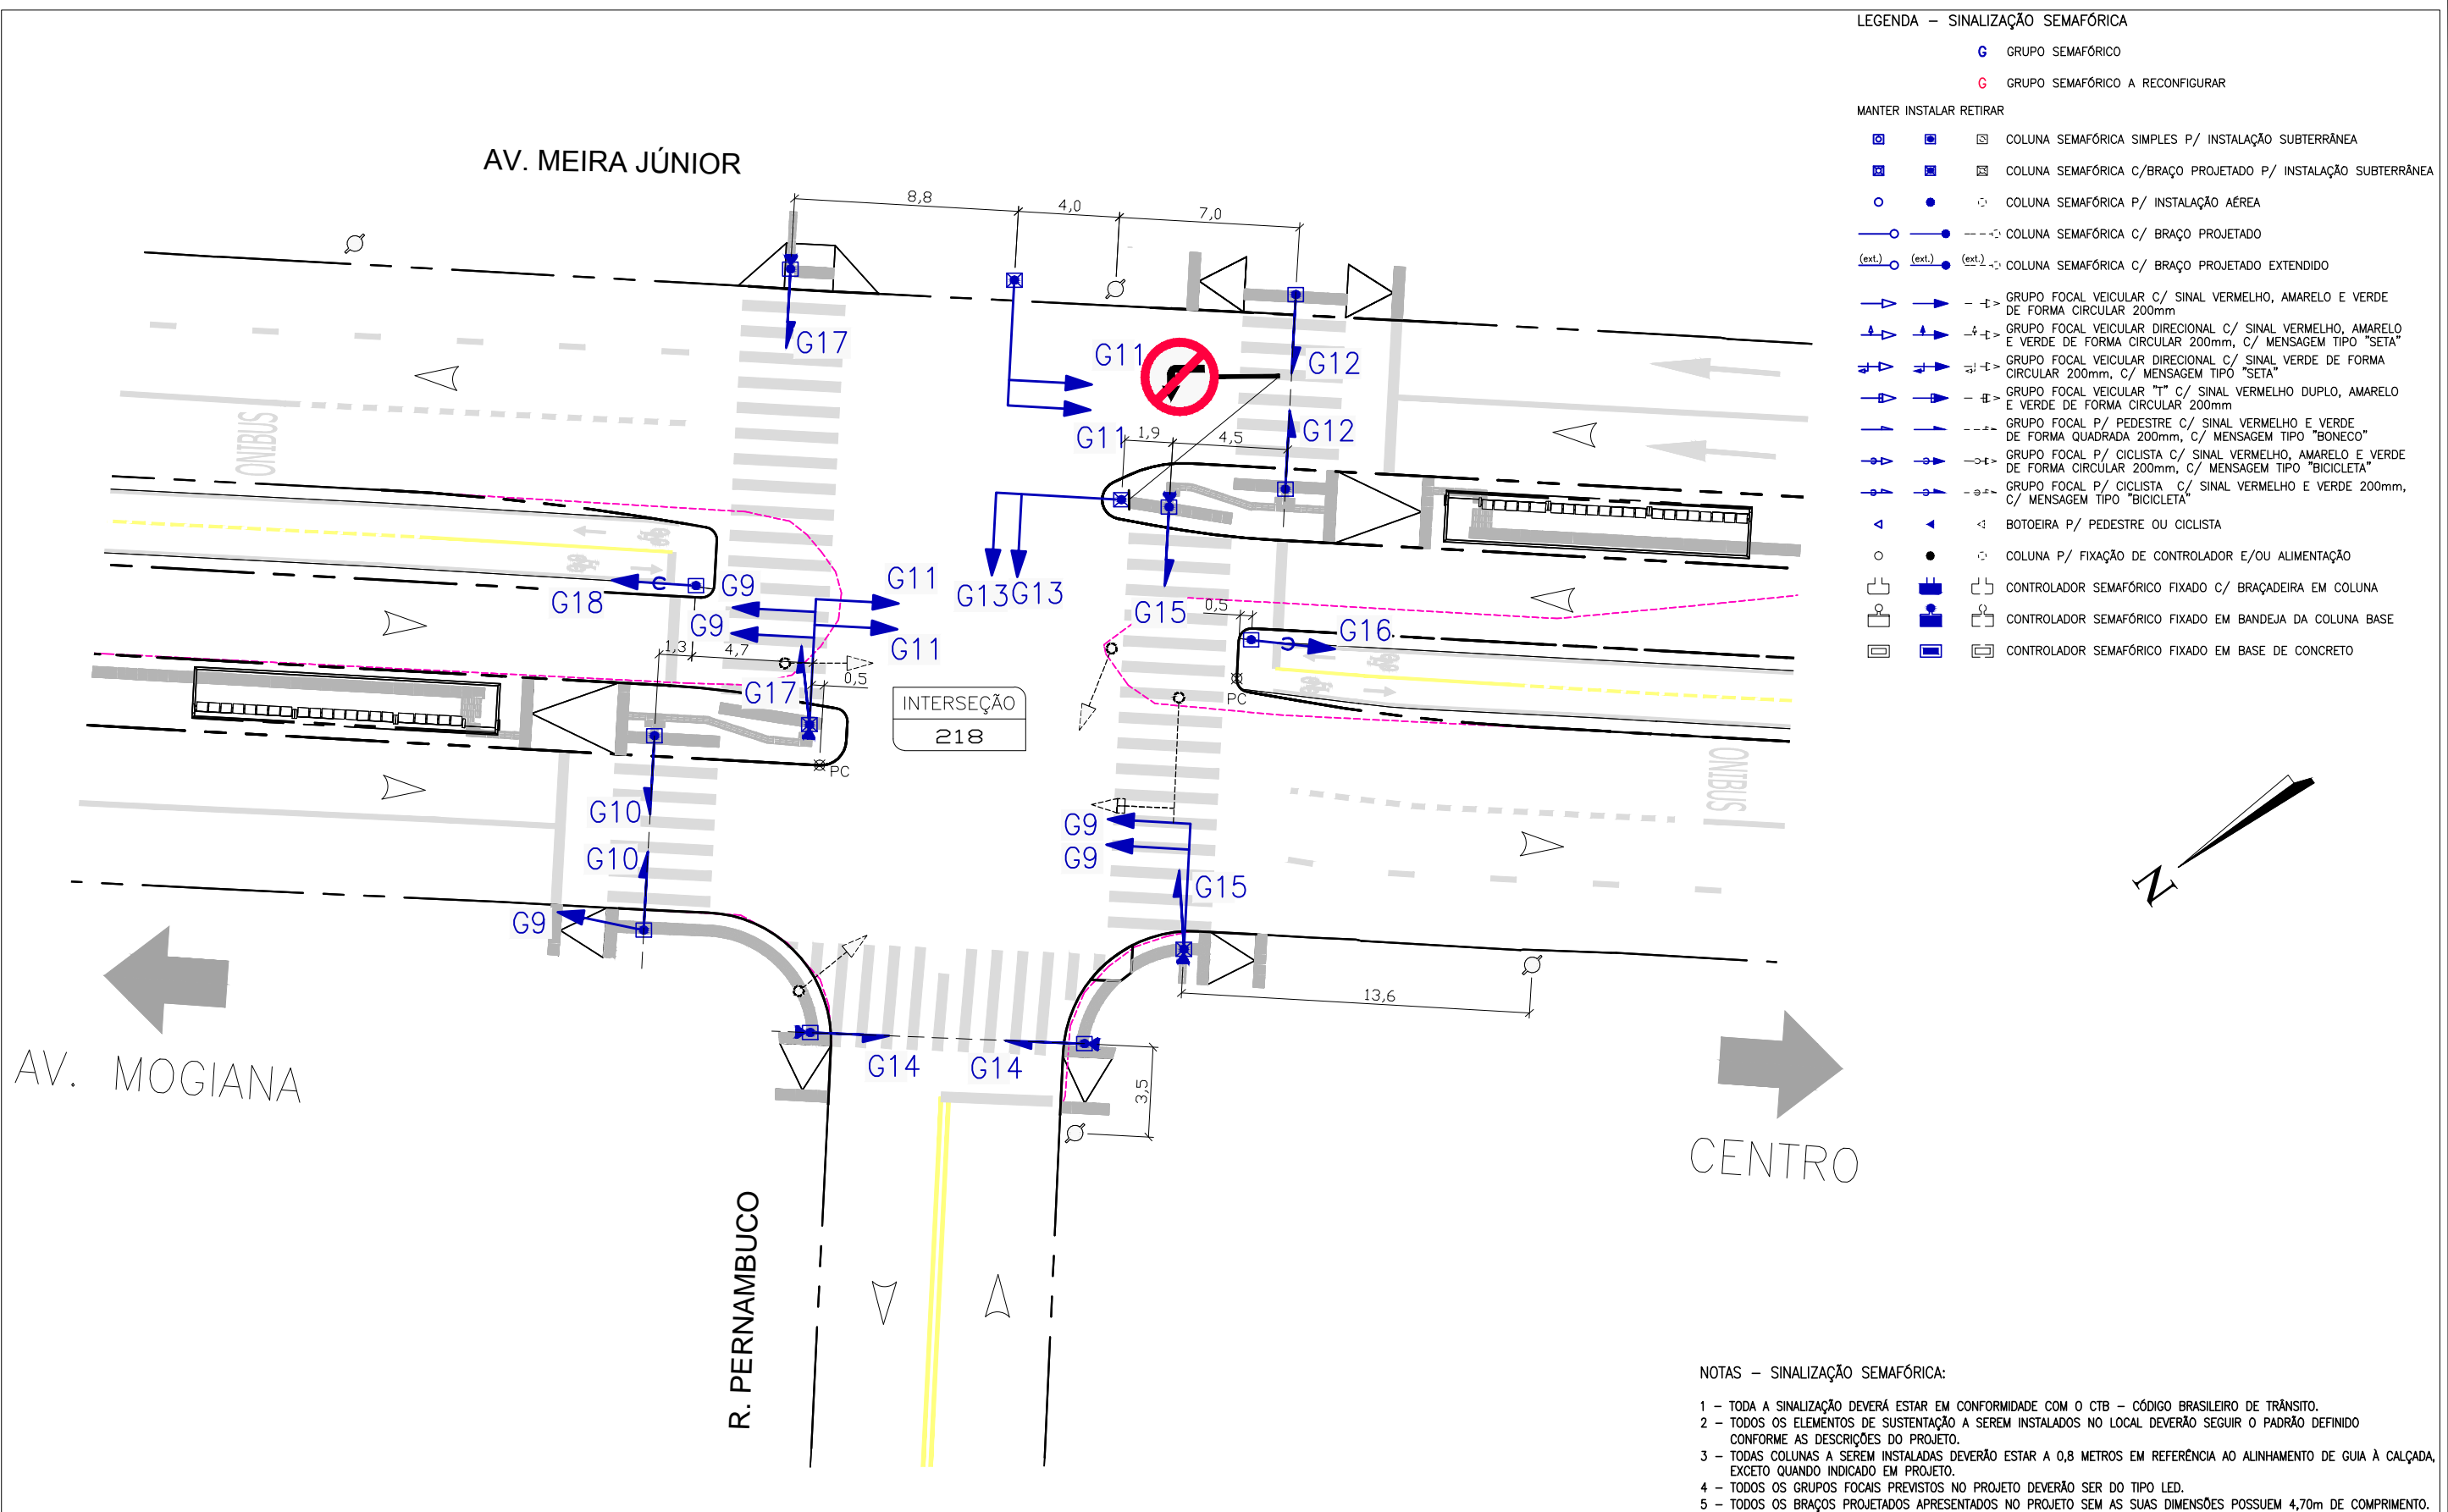 LEGENDA – SINALIZAÇÃO SEMAFÓRICA
G GRUPO SEMAFÓRICO
G GRUPO SEMAFÓRICO A RECONFIGURAR
MANTER INSTALAR RETIRAR
COLUNA SEMAFÓRICA SIMPLES P/ INSTALAÇÃO SUBTERRÂNEA
COLUNA SEMAFÓRICA C/BRAÇO PROJETADO P/ INSTALAÇÃO SUBTERRÂNEA
COLUNA SEMAFÓRICA P/ INSTALAÇÃO AÉREA
COLUNA SEMAFÓRICA C/ BRAÇO PROJETADO
(ext.) (ext.) (ext.) COLUNA SEMAFÓRICA C/ BRAÇO PROJETADO EXTENDIDO
GRUPO FOCAL VEICULAR C/ SINAL VERMELHO, AMARELO E VERDE
DE FORMA CIRCULAR 200mm
GRUPO FOCAL VEICULAR DIRECIONAL C/ SINAL VERMELHO, AMARELO
E VERDE DE FORMA CIRCULAR 200mm, C/ MENSAGEM TIPO "SETA"
GRUPO FOCAL VEICULAR DIRECIONAL C/ SINAL VERDE DE FORMA
CIRCULAR 200mm, C/ MENSAGEM TIPO "SETA"
GRUPO FOCAL VEICULAR "T" C/ SINAL VERMELHO DUPLO, AMARELO
E VERDE DE FORMA CIRCULAR 200mm
GRUPO FOCAL P/ PEDESTRE C/ SINAL VERMELHO E VERDE
DE FORMA QUADRADA 200mm, C/ MENSAGEM TIPO "BONECO"
GRUPO FOCAL P/ CICLISTA C/ SINAL VERMELHO, AMARELO E VERDE
DE FORMA CIRCULAR 200mm, C/ MENSAGEM TIPO "BICICLETA"
GRUPO FOCAL P/ CICLISTA C/ SINAL VERMELHO E VERDE 200mm,
C/ MENSAGEM TIPO "BICICLETA"
BOTOEIRA P/ PEDESTRE OU CICLISTA
COLUNA P/ FIXAÇÃO DE CONTROLADOR E/OU ALIMENTAÇÃO
CONTROLADOR SEMAFÓRICO FIXADO C/ BRAÇADEIRA EM COLUNA
CONTROLADOR SEMAFÓRICO FIXADO EM BANDEJA DA COLUNA BASE
CONTROLADOR SEMAFÓRICO FIXADO EM BASE DE CONCRETO
AV. MEIRA JÚNIOR
8,8
4,0
7,0
G17
G11
G12
G11
G12
1,9
4,5
ONIBUS
G18
G9
G11
G13
G13
G15
0,5
G16
G9
G11
1,3
4,7
G17
0,5
PC
INTERSEÇÃO
218
PC
ONIBUS
G10
G9
G10
G9
G15
G9
13,6
G14
G14
3,5
AV. MOGIANA
CENTRO
N
R. PERNAMBUCO
NOTAS – SINALIZAÇÃO SEMAFÓRICA:
1 – TODA A SINALIZAÇÃO DEVERÁ ESTAR EM CONFORMIDADE COM O CTB – CÓDIGO BRASILEIRO DE TRÂNSITO.
2 – TODOS OS ELEMENTOS DE SUSTENTAÇÃO A SEREM INSTALADOS NO LOCAL DEVERÃO SEGUIR O PADRÃO DEFINIDO
CONFORME AS DESCRIÇÕES DO PROJETO.
3 – TODAS COLUNAS A SEREM INSTALADAS DEVERÃO ESTAR A 0,8 METROS EM REFERÊNCIA AO ALINHAMENTO DE GUIA À CALÇADA,
EXCETO QUANDO INDICADO EM PROJETO.
4 – TODOS OS GRUPOS FOCAIS PREVISTOS NO PROJETO DEVERÃO SER DO TIPO LED.
5 – TODOS OS BRAÇOS PROJETADOS APRESENTADOS NO PROJETO SEM AS SUAS DIMENSÕES POSSUEM 4,70m DE COMPRIMENTO.